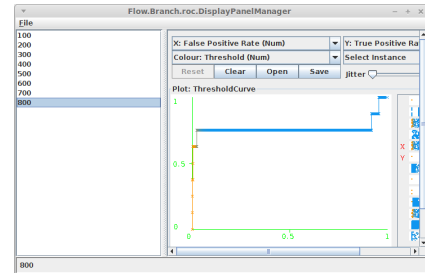 Flow.Branch.roc.DisplayPanelManager
File
100
200
300
400
500
600
700
800
X: False Positive Rate (Num)
Y: True Positive Ra
Colour: Threshold (Num)
Select Instance
Reset
Clear
Open
Save
Jitter
Plot: ThresholdCurve
1
0.5
0
0
0.5
1
X
Y
800